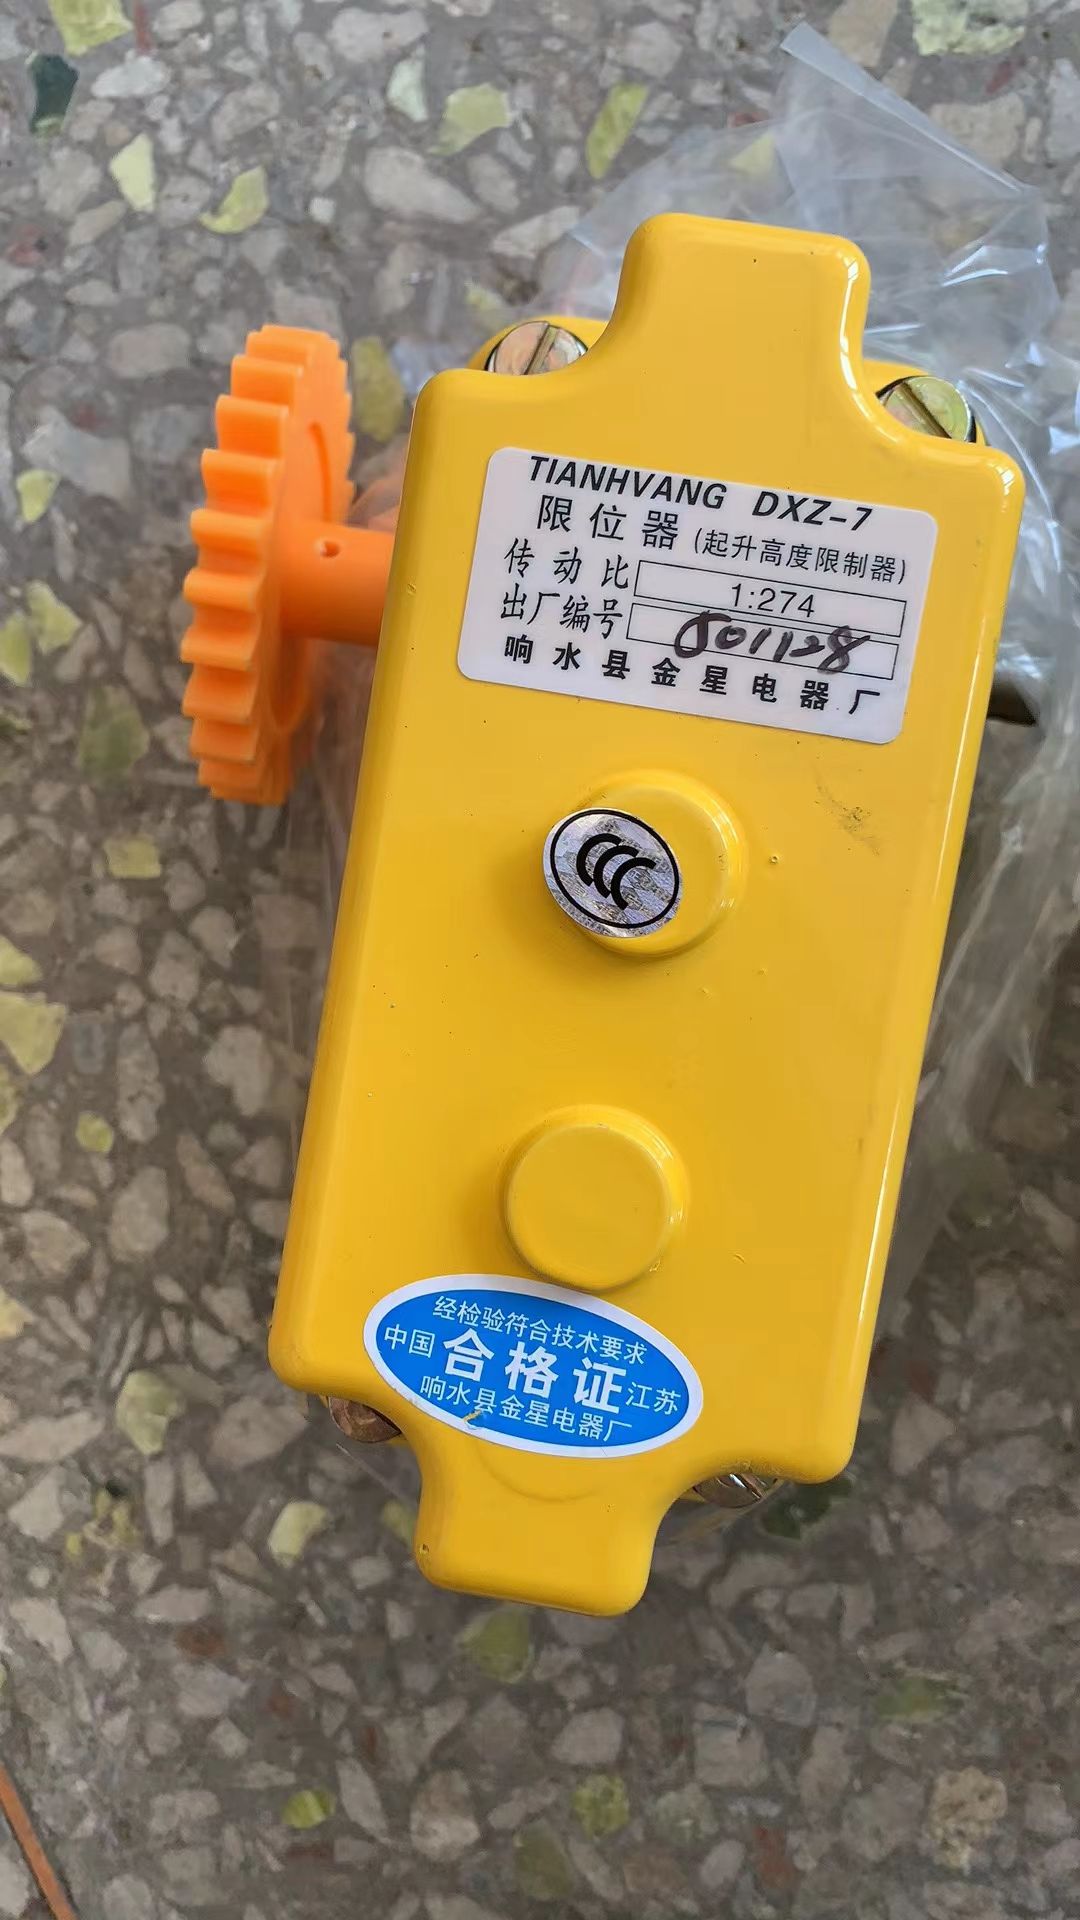 TIANHVANG DXZ-7
限位器(起升高度限制器)
传动比 1:274
出厂编号 801128
响水县金星电器厂
CCC
经检验符合技术要求
中国 合格证 江苏
响水县金星电器厂